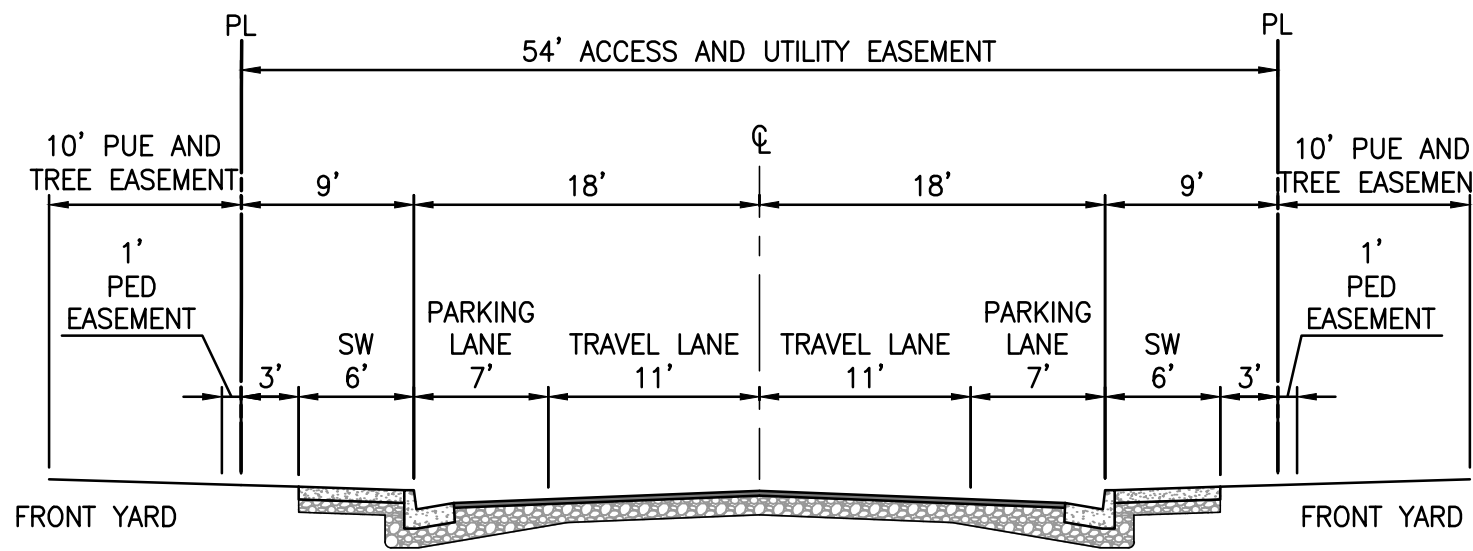 PL
PL
54' ACCESS AND UTILITY EASEMENT
℄
10' PUE AND
TREE EASEMENT
10' PUE AND
TREE EASEMEN
9'
18'
18'
9'
1'
PED
EASEMENT
1'
PED
EASEMENT
3'
SW
6'
PARKING
LANE
7'
TRAVEL LANE
11'
TRAVEL LANE
11'
PARKING
LANE
7'
SW
6'
3'
FRONT YARD
FRONT YARD